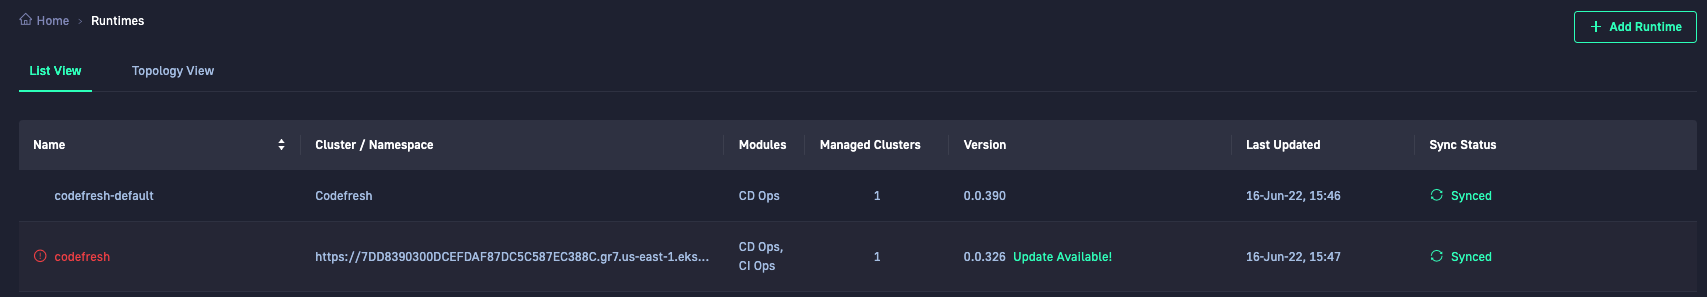 Home > Runtimes
+ Add Runtime
List View Topology View
Name Cluster / Namespace Modules Managed Clusters Version Last Updated Sync Status
codefresh-default Codefresh CD Ops 1 0.0.390 16-Jun-22, 15:46 Synced
codefresh https://7DD8390300DCEFDAF87DC5C587EC388C.gr7.us-east-1.eks... CD Ops, 1 0.0.326 Update Available! 16-Jun-22, 15:47 Synced
CI Ops